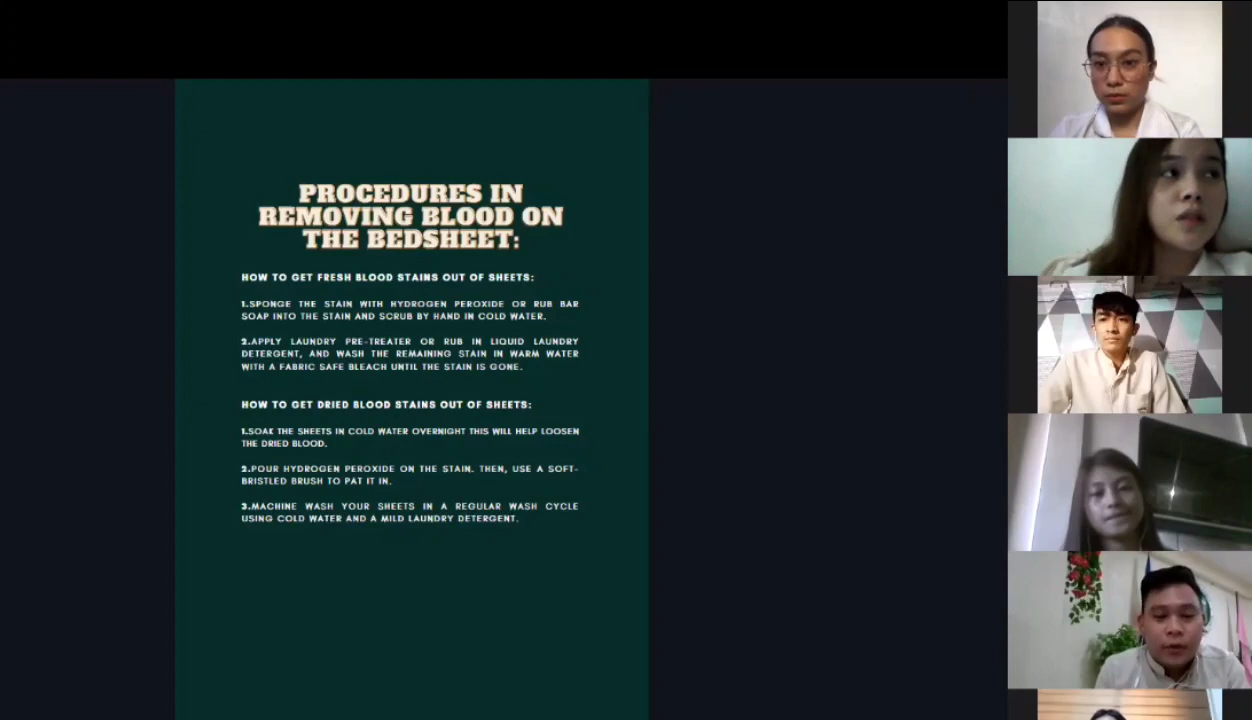 PROCEDURES IN
REMOVING BLOOD ON
THE BEDSHEET:
HOW TO GET FRESH BLOOD STAINS OUT OF SHEETS:
1.SPONGE THE STAIN WITH HYDROGEN PEROXIDE OR RUB BAR
SOAP INTO THE STAIN AND SCRUB BY HAND IN COLD WATER.
2.APPLY LAUNDRY PRE-TREATER OR RUB IN LIQUID LAUNDRY
DETERGENT, AND WASH THE REMAINING STAIN IN WARM WATER
WITH A FABRIC SAFE BLEACH UNTIL THE STAIN IS GONE.
HOW TO GET DRIED BLOOD STAINS OUT OF SHEETS:
1.SOAK THE SHEETS IN COLD WATER OVERNIGHT THIS WILL HELP LOOSEN
THE DRIED BLOOD.
2.POUR HYDROGEN PEROXIDE ON THE STAIN. THEN, USE A SOFT-
BRISTLED BRUSH TO PAT IT IN.
3.MACHINE WASH YOUR SHEETS IN A REGULAR WASH CYCLE
USING COLD WATER AND A MILD LAUNDRY DETERGENT.